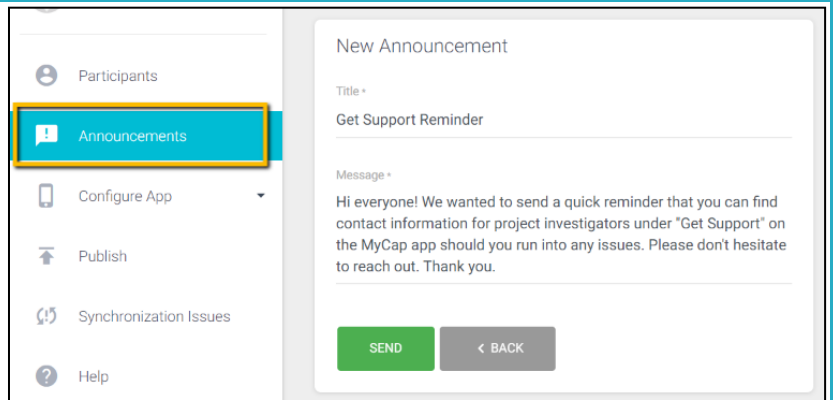 Participants
Announcements
Configure App
Publish
Synchronization Issues
Help
New Announcement
Title *
Get Support Reminder
Message *
Hi everyone! We wanted to send a quick reminder that you can find
contact information for project investigators under "Get Support" on
the MyCap app should you run into any issues. Please don't hesitate
to reach out. Thank you.
SEND
< BACK